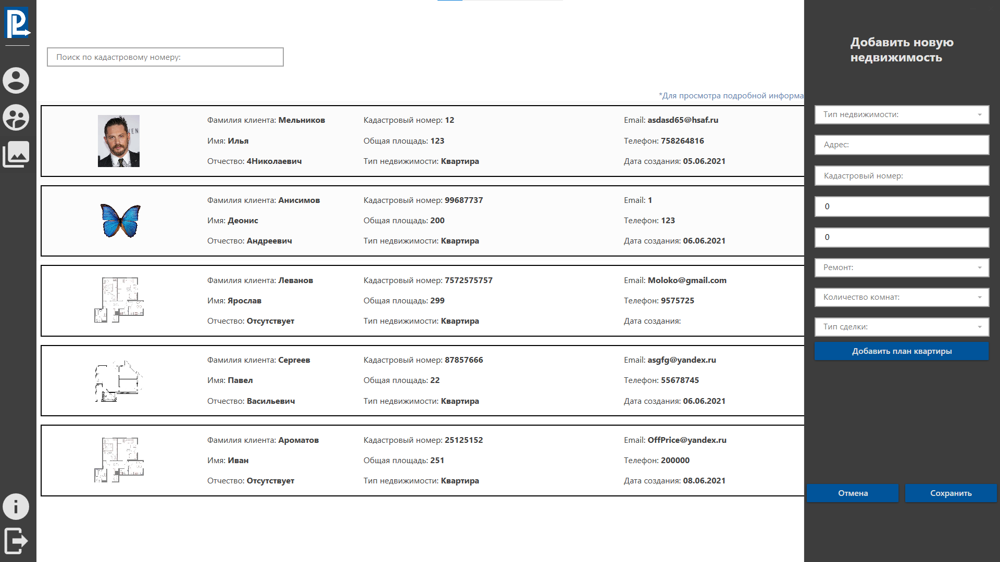 Поиск по кадастровому номеру:
*Для просмотра подробной информа
Фамилия клиента: Мельников
Кадастровый номер: 12
Email: asdasd65@hsaf.ru
Имя: Илья
Общая площадь: 123
Телефон: 758264816
Отчество: 4Николаевич
Тип недвижимости: Квартира
Дата создания: 05.06.2021
Фамилия клиента: Анисимов
Кадастровый номер: 99687737
Email: 1
Имя: Деонис
Общая площадь: 200
Телефон: 123
Отчество: Андреевич
Тип недвижимости: Квартира
Дата создания: 06.06.2021
Фамилия клиента: Леванов
Кадастровый номер: 7572575757
Email: Moloko@gmail.com
Имя: Ярослав
Общая площадь: 299
Телефон: 9575725
Отчество: Отсутствует
Тип недвижимости: Квартира
Дата создания:
Фамилия клиента: Сергеев
Кадастровый номер: 87857666
Email: asgfg@yandex.ru
Имя: Павел
Общая площадь: 22
Телефон: 55678745
Отчество: Васильевич
Тип недвижимости: Квартира
Дата создания: 06.06.2021
Фамилия клиента: Ароматов
Кадастровый номер: 25125152
Email: OffPrice@yandex.ru
Имя: Иван
Общая площадь: 251
Телефон: 200000
Отчество: Отсутствует
Тип недвижимости: Квартира
Дата создания: 08.06.2021
Добавить новую
недвижимость
Тип недвижимости:
Адрес:
Кадастровый номер:
0
0
Ремонт:
Количество комнат:
Тип сделки:
Добавить план квартиры
Отмена
Сохранить